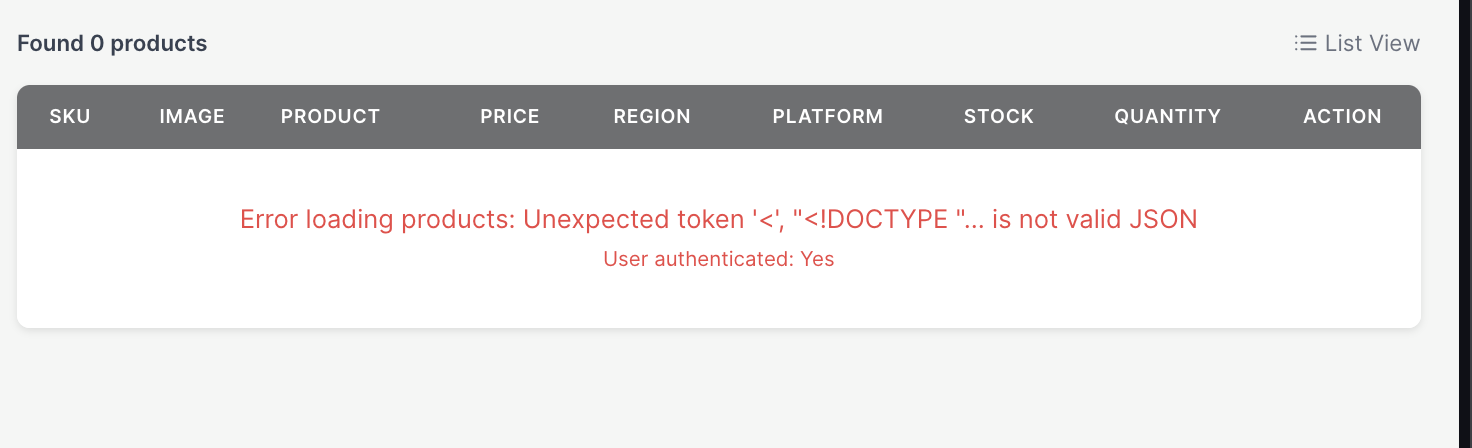 Found 0 products
List View
SKU IMAGE PRODUCT PRICE REGION PLATFORM STOCK QUANTITY ACTION
Error loading products: Unexpected token '<', "<!DOCTYPE "... is not valid JSON
User authenticated: Yes